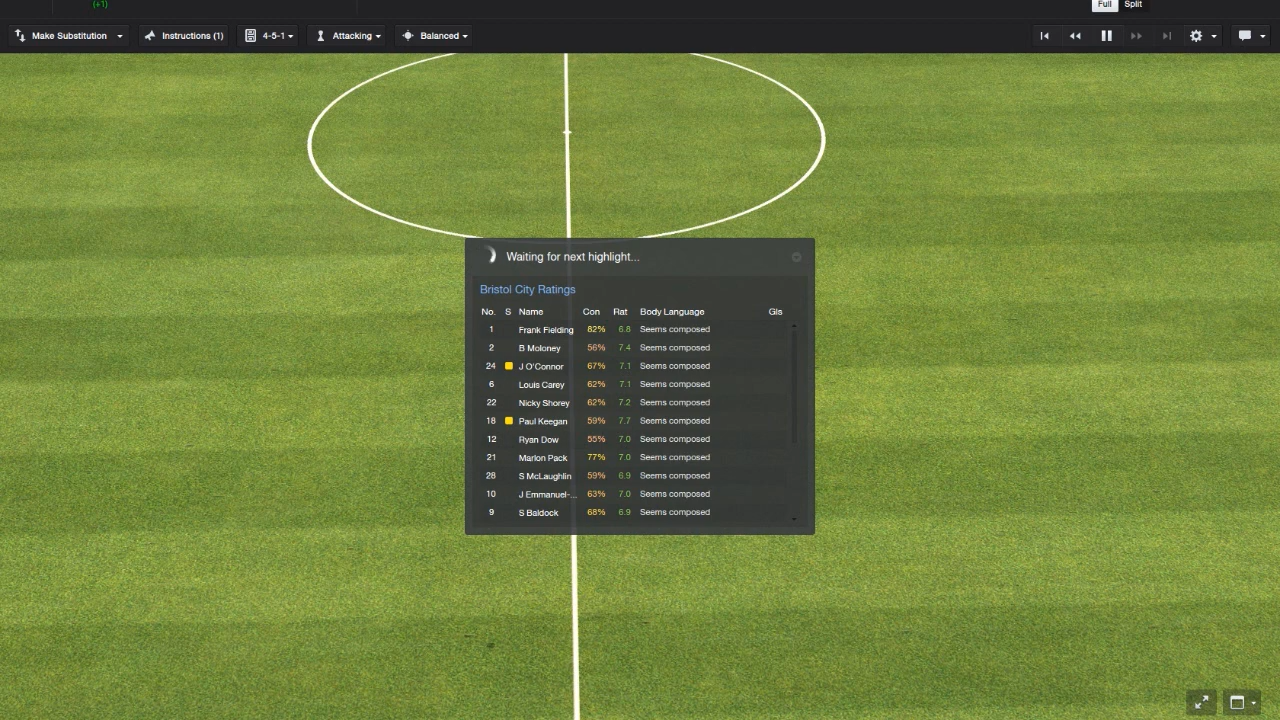 (+1)
Full Split
Make Substitution Instructions (1) 4-5-1 Attacking Balanced
Waiting for next highlight...
Bristol City Ratings
No. S Name Con Rat Body Language Gls
1 Frank Fielding 82% 6.8 Seems composed
2 B Moloney 56% 7.4 Seems composed
24 J O'Connor 67% 7.1 Seems composed
6 Louis Carey 62% 7.1 Seems composed
22 Nicky Shorey 62% 7.2 Seems composed
18 Paul Keegan 59% 7.7 Seems composed
12 Ryan Dow 55% 7.0 Seems composed
21 Marlon Pack 77% 7.0 Seems composed
28 S McLaughlin 59% 6.9 Seems composed
10 J Emmanuel-... 63% 7.0 Seems composed
9 S Baldock 68% 6.9 Seems composed